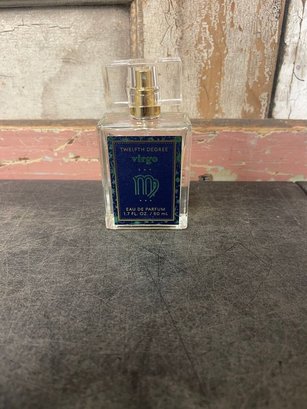 TWELFTH DEGREE
virgo
EAU DE PARFUM
1.7 FL. OZ. / 50 mL